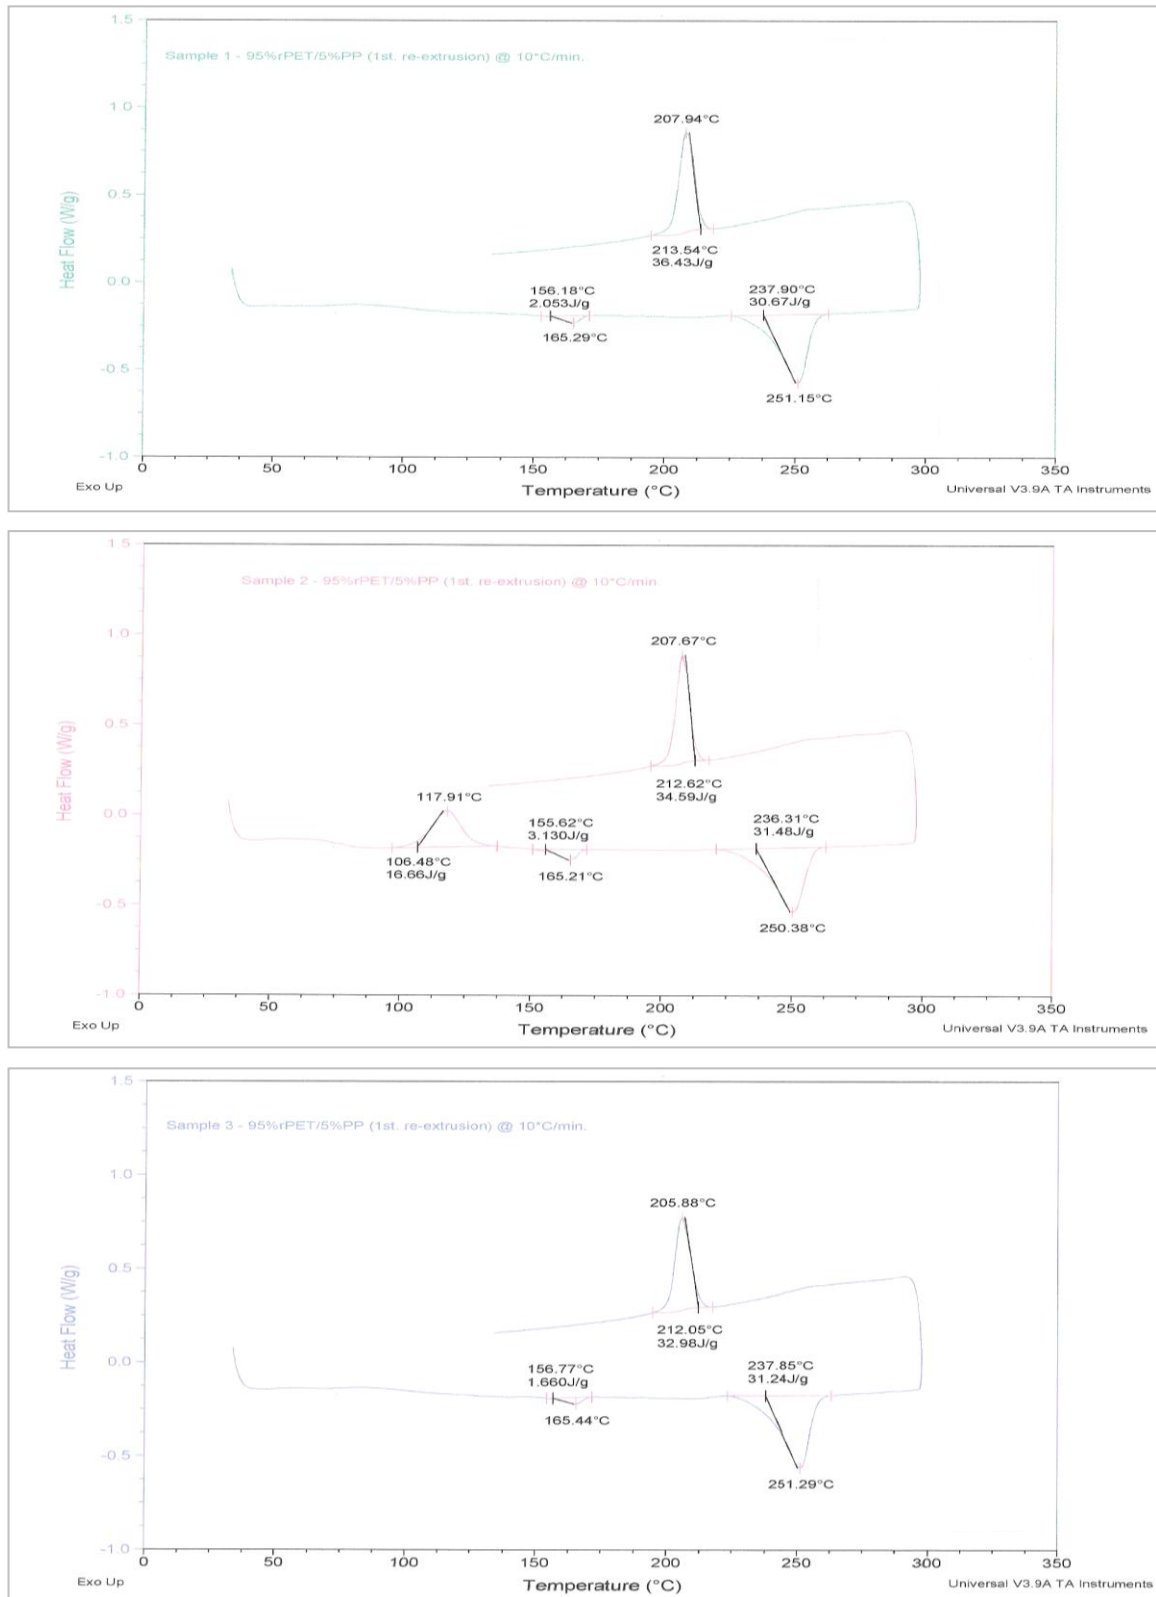 1.5
Sample 1 - 95%rPET/5%PP (1st. re-extrusion) @ 10°C/min.
1.0
207.94°C
0.5
Heat Flow (W/g)
213.54°C
36.43J/g
0.0
156.18°C
2.053J/g
237.90°C
30.67J/g
165.29°C
-0.5
251.15°C
-1.0
0 50 100 150 200 250 300 350
Exo Up
Temperature (°C)
Universal V3.9A TA Instruments
1.5
Sample 2 - 95%rPET/5%PP (1st. re-extrusion) @ 10°C/min.
1.0
207.67°C
0.5
Heat Flow (W/g)
212.62°C
34.59J/g
117.91°C
0.0
155.62°C
3.130J/g
236.31°C
31.48J/g
106.48°C
16.66J/g
165.21°C
-0.5
250.38°C
-1.0
0 50 100 150 200 250 300 350
Exo Up
Temperature (°C)
Universal V3.9A TA Instruments
1.5
Sample 3 - 95%rPET/5%PP (1st. re-extrusion) @ 10°C/min.
1.0
205.88°C
0.5
Heat Flow (W/g)
212.05°C
32.98J/g
0.0
156.77°C
1.660J/g
237.85°C
31.24J/g
165.44°C
-0.5
251.29°C
-1.0
0 50 100 150 200 250 300 350
Exo Up
Temperature (°C)
Universal V3.9A TA Instruments